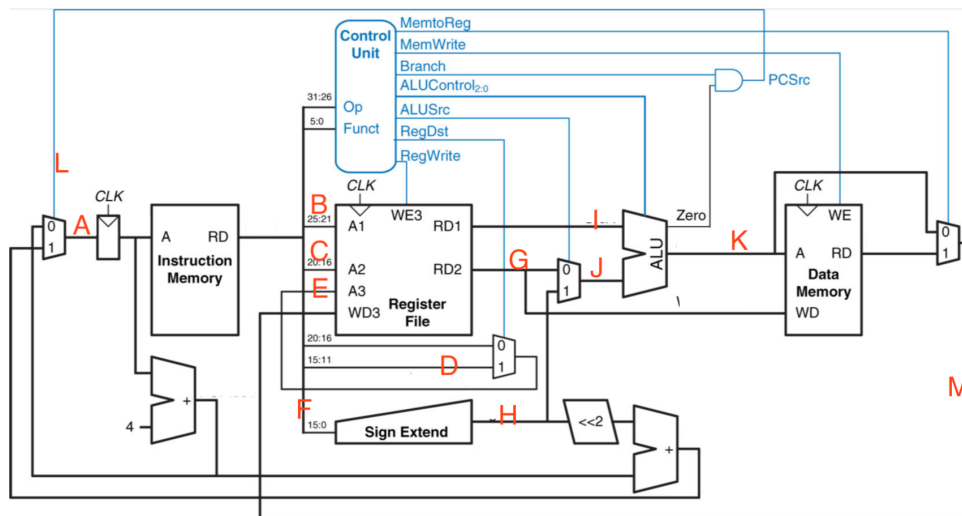 MemtoReg
Control
Unit
MemWrite
Branch
ALUControl2:0
PCSrc
31:26
Op
ALUSrc
5:0
Funct
RegDst
RegWrite
L
CLK
CLK
CLK
B
25:21
A1
WE3
RD1
I
Zero
WE
0
1
A
A
RD
Instruction
Memory
C
20:16
A2
RD2
G
0
1
J
ALU
K
A
RD
Data
Memory
0
1
E
A3
WD3
Register
File
WD
20:16
15:11
D
0
1
M
4
+
F
15:0
Sign Extend
H
<<2
+